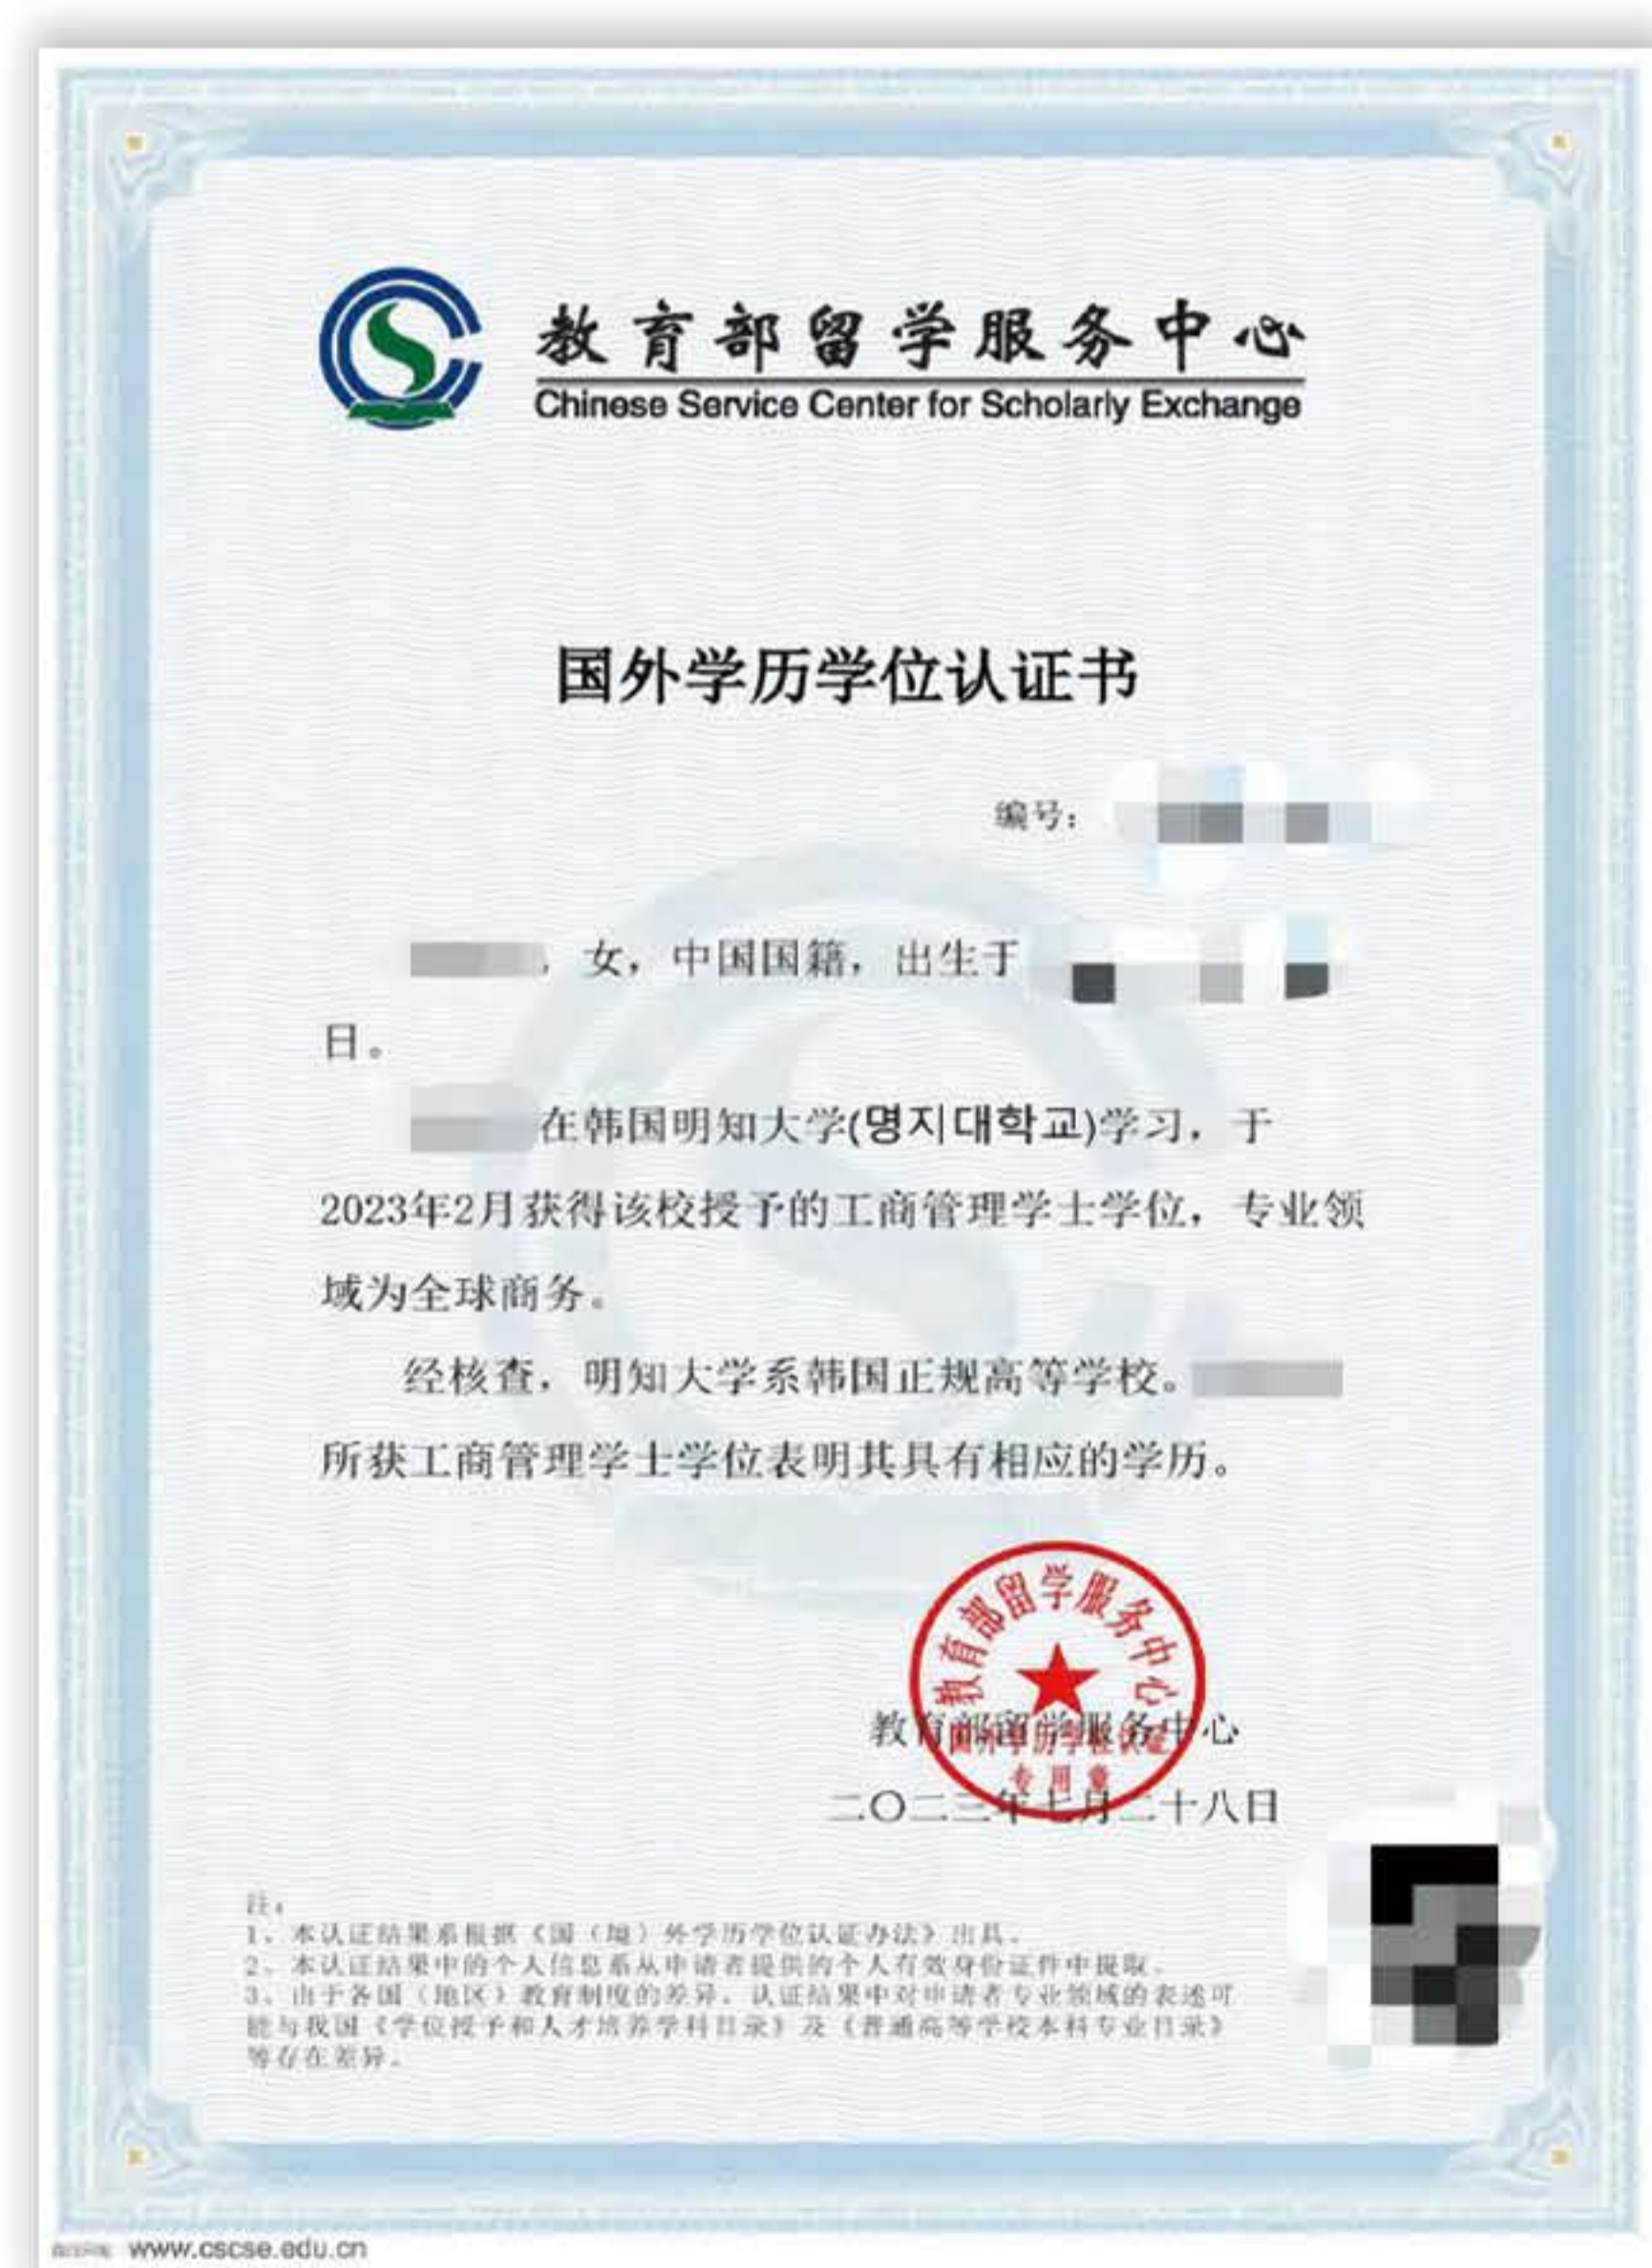 教育部留学服务中心
Chinese Service Center for Scholarly Exchange
国外学历学位认证书
编号：
，女，中国国籍，出生于
日。
在韩国明知大学(명지대학교)学习，于
2023年2月获得该校授予的工商管理学士学位，专业领
域为全球商务。
经核查，明知大学系韩国正规高等学校。
所获工商管理学士学位表明其具有相应的学历。
教育部留学服务中心
国外学历学位认证
专用章
教育部留学服务中心
二〇二三年七月二十八日
注：
1、本认证结果系根据《国（境）外学历学位认证办法》出具。
2、本认证结果中的个人信息系从申请者提供的个人有效身份证件中提取。
3、由于各国（地区）教育制度的差异，认证结果中对申请者专业领域的表述可
能与我国《学位授予和人才培养学科目录》及《普通高等学校本科专业目录》
等存在差异。
www.cscse.edu.cn